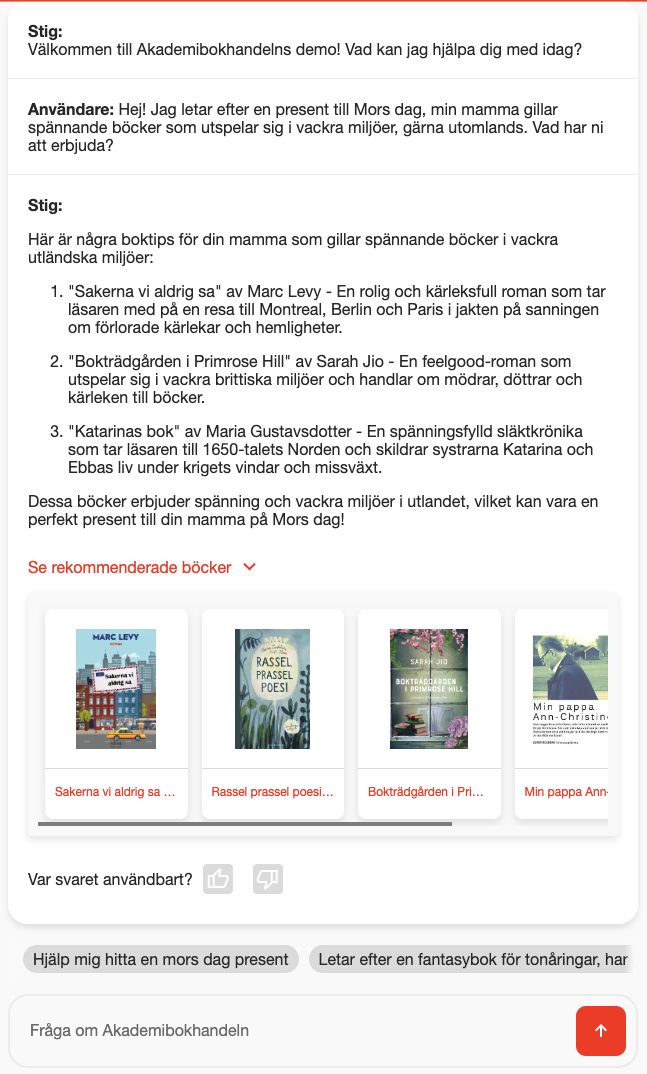 Stig:
Välkommen till Akademibokhandelns demo! Vad kan jag hjälpa dig med idag?
Användare: Hej! Jag letar efter en present till Mors dag, min mamma gillar
spännande böcker som utspelar sig i vackra miljöer, gärna utomlands. Vad har ni
att erbjuda?
Stig:
Här är några boktips för din mamma som gillar spännande böcker i vackra
utländska miljöer:
1. "Sakerna vi aldrig sa" av Marc Levy - En rolig och kärleksfull roman som tar
läsaren med på en resa till Montreal, Berlin och Paris i jakten på sanningen
om förlorade kärlekar och hemligheter.
2. "Bokträdgården i Primrose Hill" av Sarah Jio - En feelgood-roman som
utspelar sig i vackra brittiska miljöer och handlar om mödrar, döttrar och
kärleken till böcker.
3. "Katarinas bok" av Maria Gustavsdotter - En spänningsfylld släktkrönika
som tar läsaren till 1650-talets Norden och skildrar systrarna Katarina och
Ebbas liv under krigets vindar och missväxt.
Dessa böcker erbjuder spänning och vackra miljöer i utlandet, vilket kan vara en
perfekt present till din mamma på Mors dag!
Se rekommenderade böcker
MARC LEVY
Sakerna vi
aldrig sa
RASSEL
PRASSEL
POESI
SARAH JIO
BOKTRÄDGÅRDEN
I PRIMROSE HILL
Min pappa
Ann-Christine
Sakerna vi aldrig sa ...
Rassel prassel poesi...
Bokträdgården i Pri...
Min pappa Ann-
Var svaret användbart?
Hjälp mig hitta en mors dag present
Letar efter en fantasybok för tonåringar, har
Fråga om Akademibokhandeln